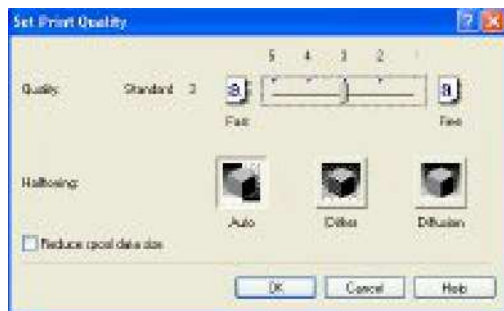 Set Print Quality
5 4 3 2 1
Quality: Standard 3
Fast Fine
Halftoning:
Auto Dither Diffusion
Reduce spool data size
OK Cancel Help